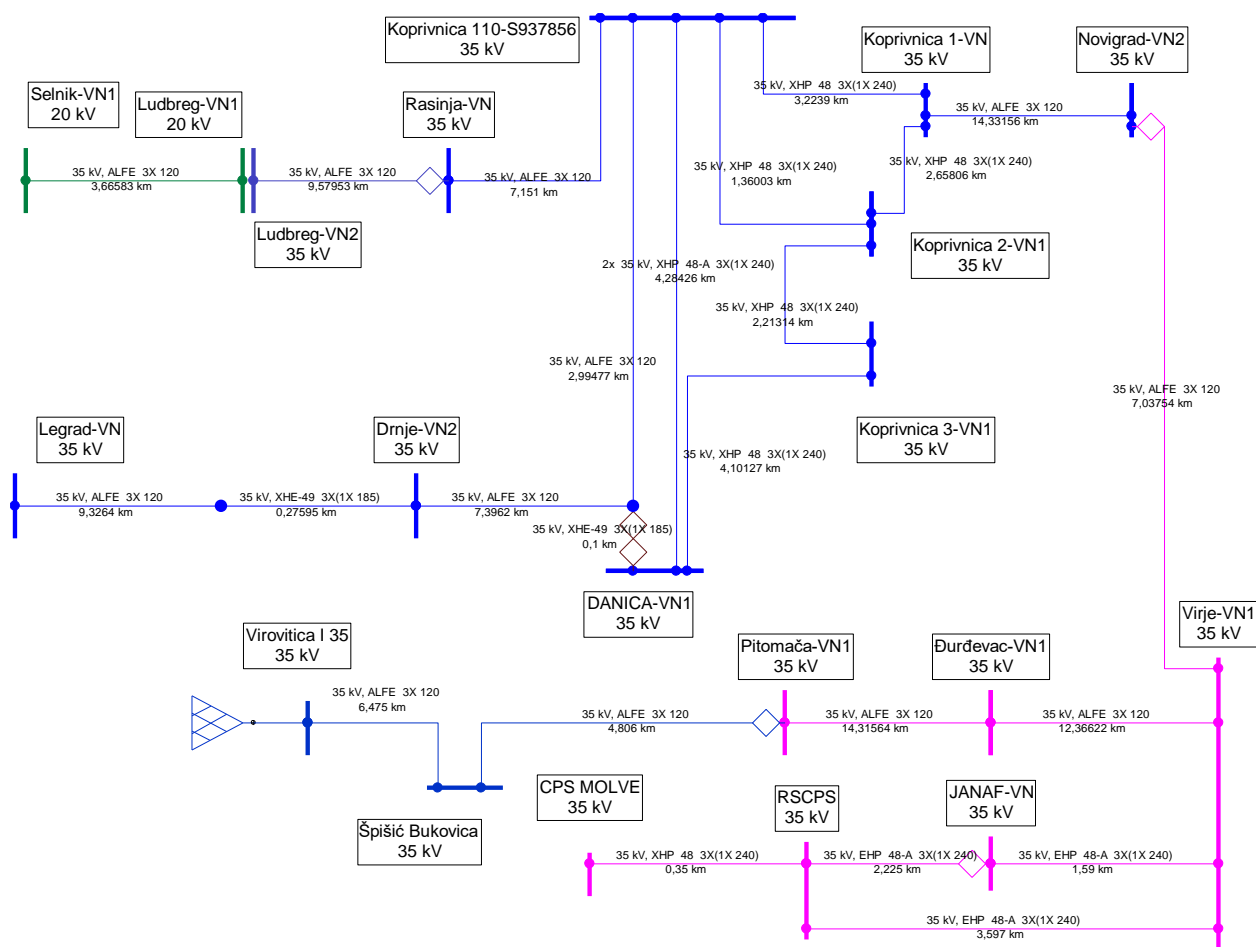 Koprivnica 110-S937856
35 kV
Koprivnica 1-VN
35 kV
Novigrad-VN2
35 kV
Selnik-VN1
20 kV
Ludbreg-VN1
20 kV
Rasinja-VN
35 kV
35 kV, XHP 48 3X(1X 240)
3,2239 km
35 kV, ALFE 3X 120
14,33156 km
35 kV, ALFE 3X 120
3,66583 km
35 kV, ALFE 3X 120
9,57953 km
35 kV, ALFE 3X 120
7,151 km
35 kV, XHP 48 3X(1X 240)
1,36003 km
35 kV, XHP 48 3X(1X 240)
2,65806 km
Ludbreg-VN2
35 kV
Koprivnica 2-VN1
35 kV
2x 35 kV, XHP 48-A 3X(1X 240)
4,28426 km
35 kV, XHP 48 3X(1X 240)
2,21314 km
35 kV, ALFE 3X 120
2,99477 km
35 kV, ALFE 3X 120
7,03754 km
Legrad-VN
35 kV
Drnje-VN2
35 kV
Koprivnica 3-VN1
35 kV
35 kV, XHP 48 3X(1X 240)
4,10127 km
35 kV, ALFE 3X 120
9,3264 km
35 kV, XHE-49 3X(1X 185)
0,27595 km
35 kV, ALFE 3X 120
7,3962 km
35 kV, XHE-49 3X(1X 185)
0,1 km
DANICA-VN1
35 kV
Virje-VN1
35 kV
Virovitica I 35
35 kV
Pitomača-VN1
35 kV
Đurđevac-VN1
35 kV
35 kV, ALFE 3X 120
6,475 km
35 kV, ALFE 3X 120
4,806 km
35 kV, ALFE 3X 120
14,31564 km
35 kV, ALFE 3X 120
12,36622 km
CPS MOLVE
35 kV
RSCPS
35 kV
JANAF-VN
35 kV
Špišić Bukovica
35 kV
35 kV, XHP 48 3X(1X 240)
0,35 km
35 kV, EHP 48-A 3X(1X 240)
2,225 km
35 kV, EHP 48-A 3X(1X 240)
1,59 km
35 kV, EHP 48-A 3X(1X 240)
3,597 km